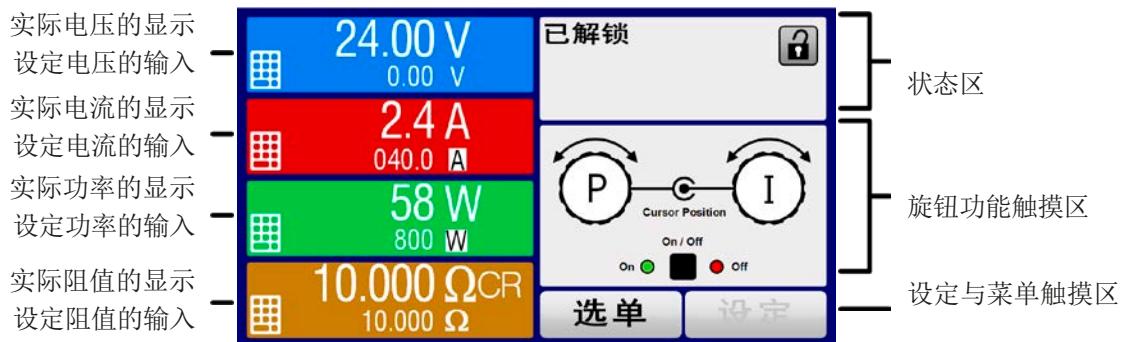 实际电压的显示
设定电压的输入
实际电流的显示
设定电流的输入
实际功率的显示
设定功率的输入
实际阻值的显示
设定阻值的输入
24.00 V
0.00 V
2.4 A
040.0 A
58 W
800 W
10.000 ΩCR
10.000 Ω
已解锁
P
I
Cursor Position
On / Off
On
Off
选单
设定
状态区
旋钮功能触摸区
设定与菜单触摸区